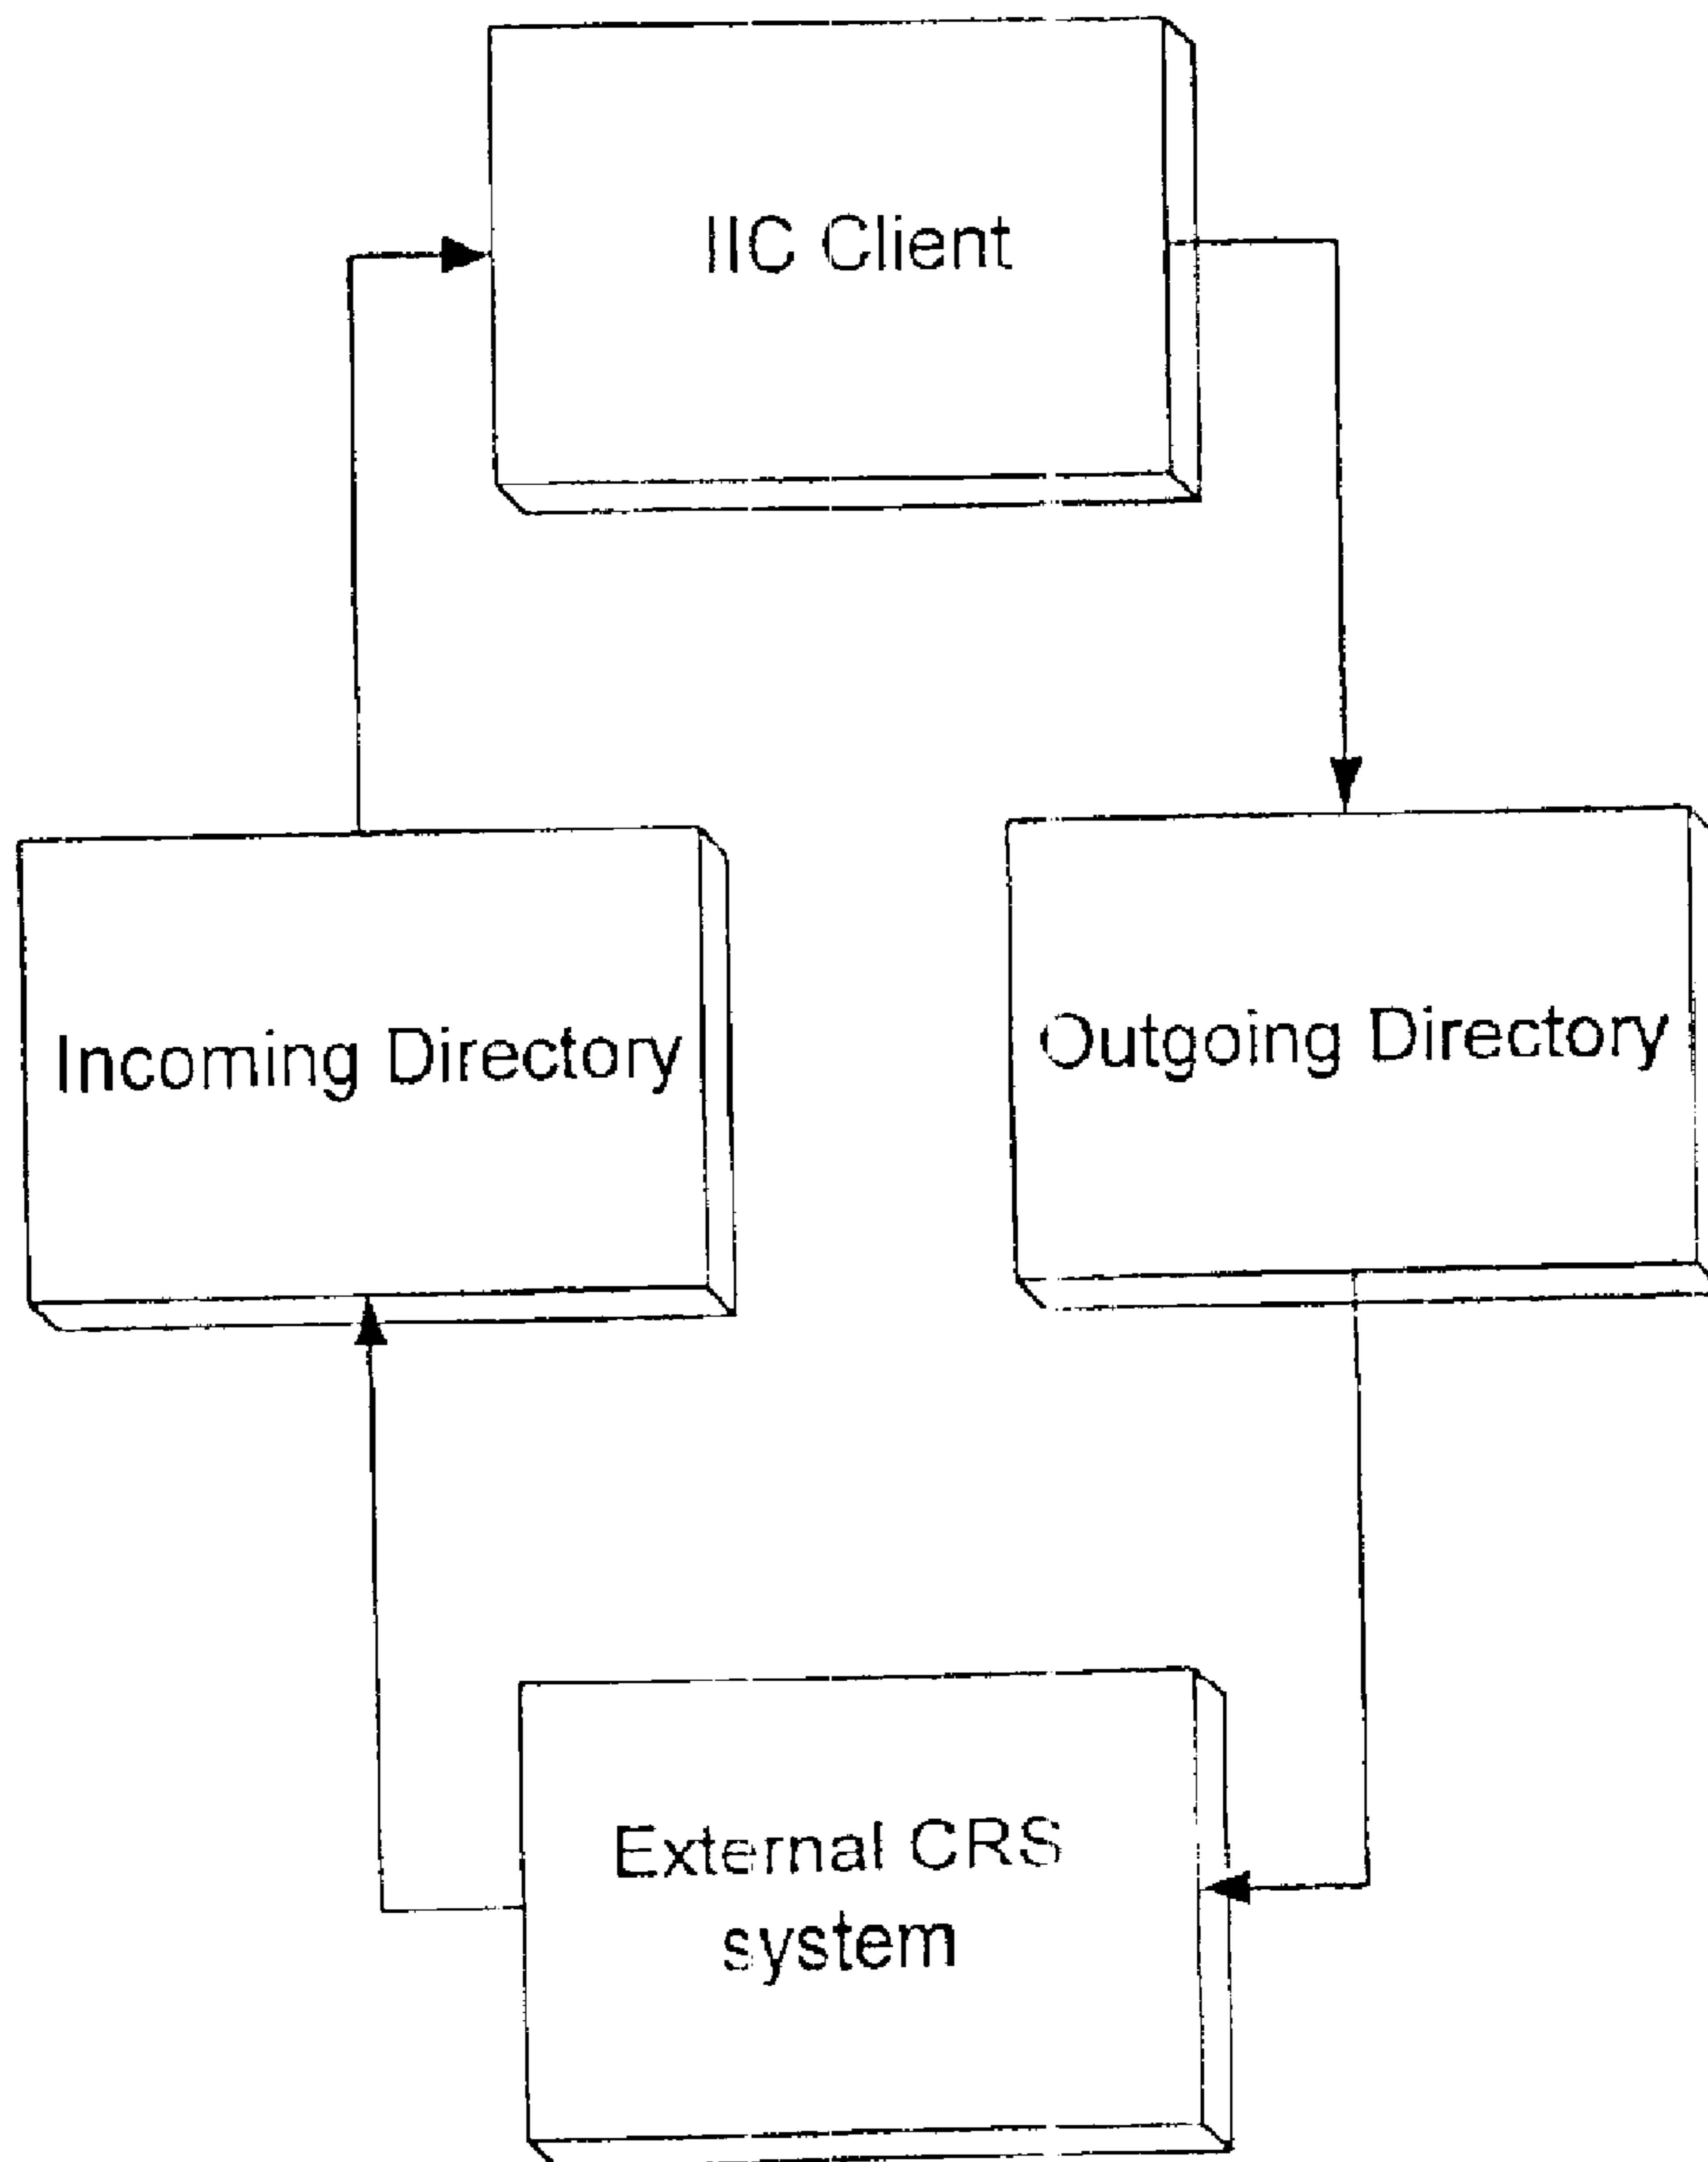 IIC Client
Incoming Directory
Outgoing Directory
External CRS
system